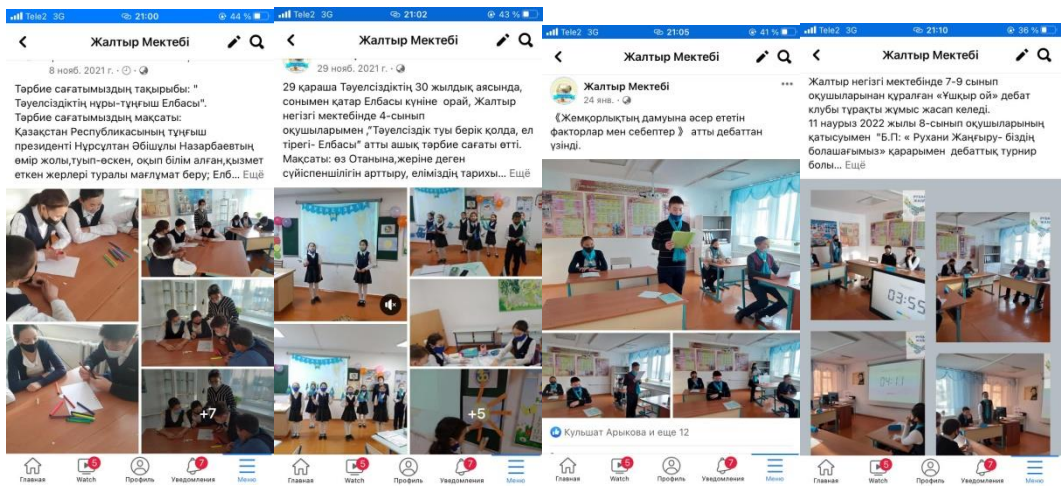 Tele2 3G 21:00 44 %
Жалтыр Мектебі
8 нояб. 2021 г.
Тәрбие сағатымыздың тақырыбы: "
Тәуелсіздіктің нұры-тұңғыш Елбасы".
Тәрбие сағатымыздың мақсаты:
Қазақстан Республикасының тұңғыш
президенті Нұрсұлтан Әбішұлы Назарбаевтың
өмір жолы,туып-өскен, оқып білім алған,қызмет
еткен жерлері туралы мағлұмат беру; Елб... Ещё
+7
Главная Watch Профиль Уведомления Меню
5 7
Tele2 3G 21:02 43 %
Жалтыр Мектебі
29 нояб. 2021 г.
29 қараша Тәуелсіздіктің 30 жылдық аясында,
сонымен қатар Елбасы күніне орай, Жалтыр
негізгі мектебінде 4-сынып
оқушыларымен ,"Тәуелсіздік туы берік қолда, ел
тірегі- Елбасы" атты ашық тәрбие сағаты өтті.
Мақсаты: өз Отанына,жеріне деген
сүйіспеншілігін арттыру, еліміздің тарихы... Ещё
+5
Главная Watch Профиль Уведомления Меню
5 7
Tele2 3G 21:05 41 %
Жалтыр Мектебі
Жалтыр Мектебі
24 янв.
《Жемқорлықтың дамуына әсер ететін
факторлар мен себептер 》 атты дебаттан
үзінді.
Кульшат Арыкова и еще 12
Главная Watch Профиль Уведомления Меню
5 7
Tele2 3G 21:10 36 %
Жалтыр Мектебі
Жалтыр негізгі мектебінде 7-9 сынып
оқушыларынан құралған «Ұшқыр ой» дебат
клубы тұрақты жұмыс жасап келеді.
11 наурыз 2022 жылы 8-сынып оқушыларының
қатысуымен "Б.П: « Рухани Жаңғыру- біздің
болашағымыз» қарарымен дебаттық турнир
болы... Ещё
03:55
04:11
Главная Watch Профиль Уведомления Меню
5 7